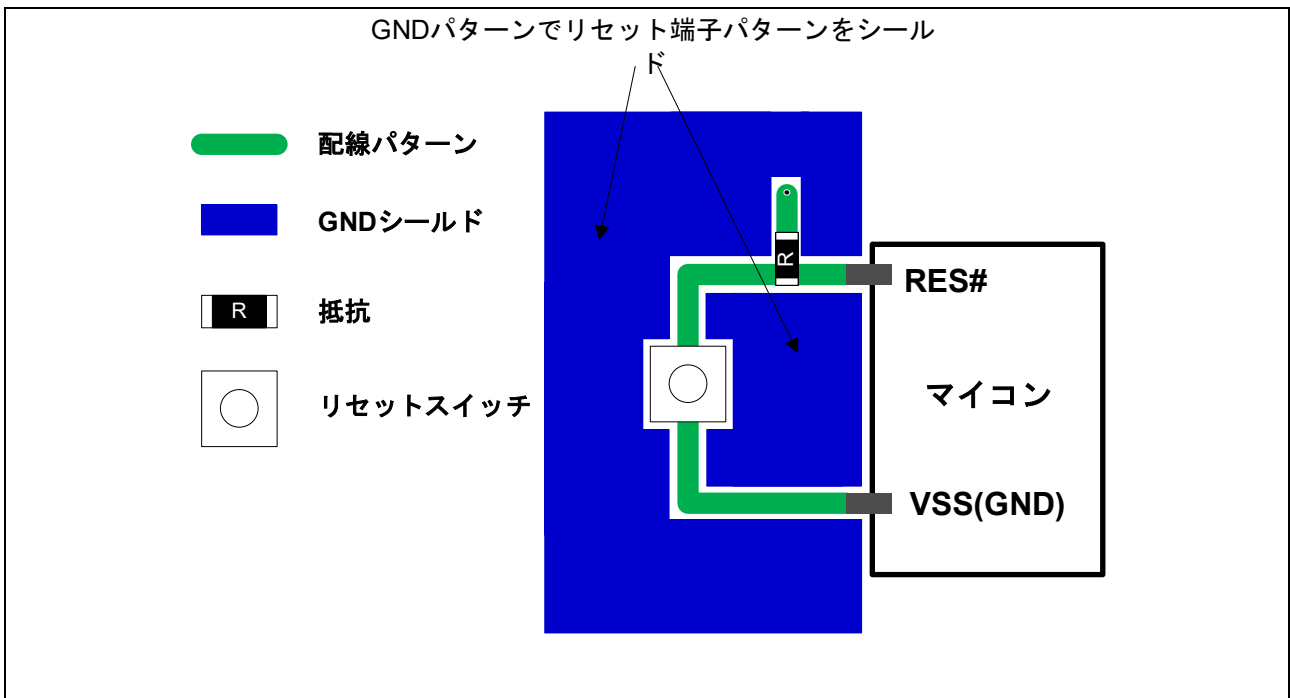 GNDパターンでリセット端子パターンをシール
ド
配線パターン
GNDシールド
R
抵抗
リセットスイッチ
R
RES#
マイコン
VSS(GND)